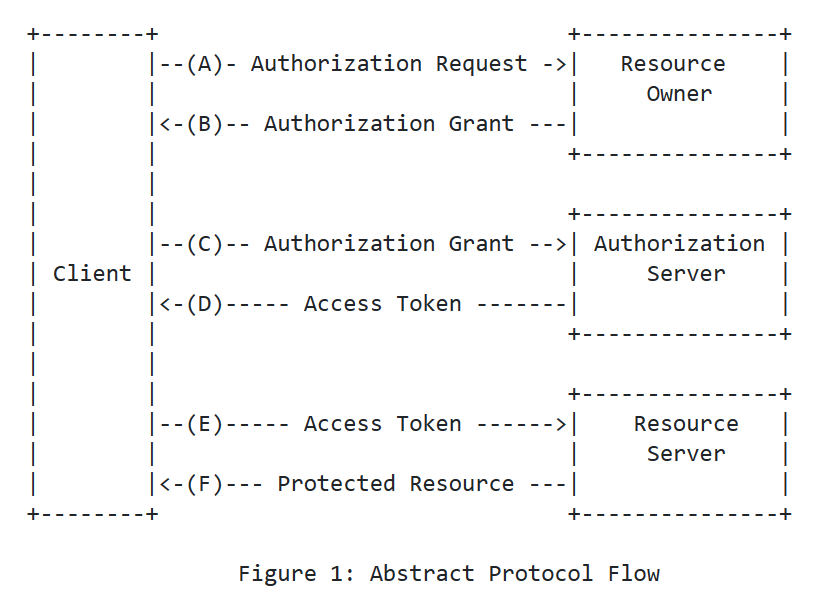 +--------+                               +---------------+
|        |--(A)- Authorization Request ->|   Resource    |
|        |                               |     Owner     |
|        |<-(B)-- Authorization Grant ---|               |
|        |                               +---------------+
|        |
|        |                               +---------------+
|        |--(C)-- Authorization Grant -->| Authorization |
| Client |                               |     Server    |
|        |<-(D)----- Access Token -------|               |
|        |                               +---------------+
|        |
|        |                               +---------------+
|        |--(E)----- Access Token ------>|    Resource   |
|        |                               |     Server    |
|        |<-(F)--- Protected Resource ---|               |
+--------+                               +---------------+
Figure 1: Abstract Protocol Flow